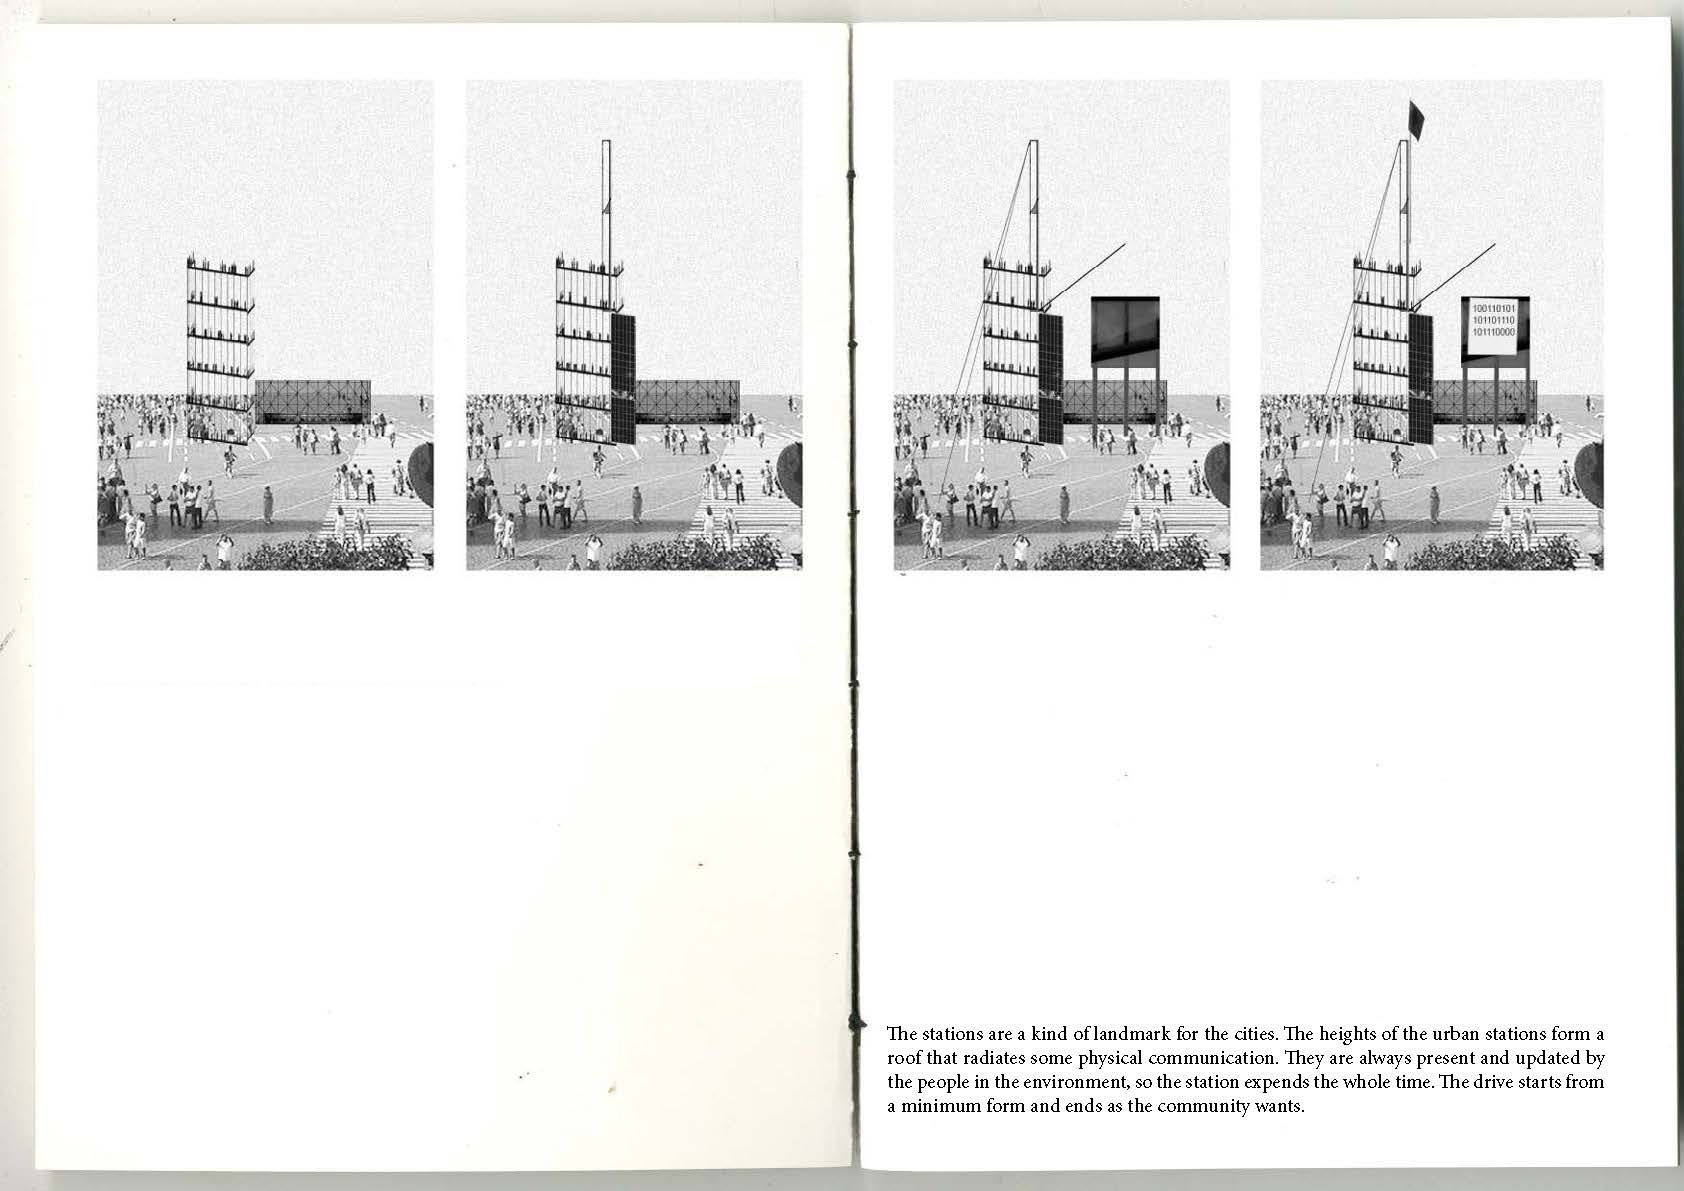 100110101
101101110
101110000
The stations are a kind of landmark for the cities. The heights of the urban stations form a
roof that radiates some physical communication. They are always present and updated by
the people in the environment, so the station expends the whole time. The drive starts from
a minimum form and ends as the community wants.